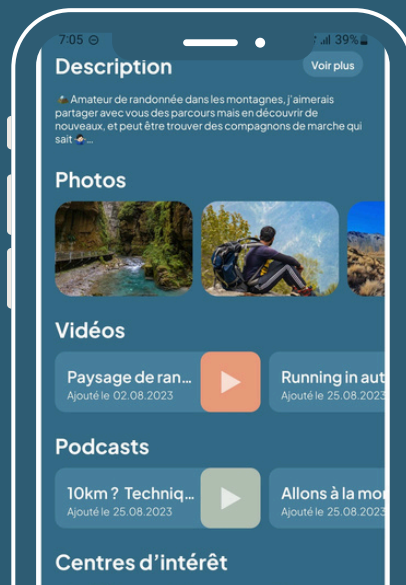 7:05
39%
Description
Voir plus
Amateur de randonnée dans les montagnes, j'aimerais
partager avec vous des parcours mais en découvrir de
nouveaux, et peut être trouver des compagnons de marche qui
sait ...
Photos
Vidéos
Paysage de ran...
Ajouté le 02.08.2023
Running in aut
Ajouté le 25.08.2023
Podcasts
10km ? Techniq...
Ajouté le 25.08.2023
Allons à la mo
Ajouté le 25.08.2023
Centres d'intérêt